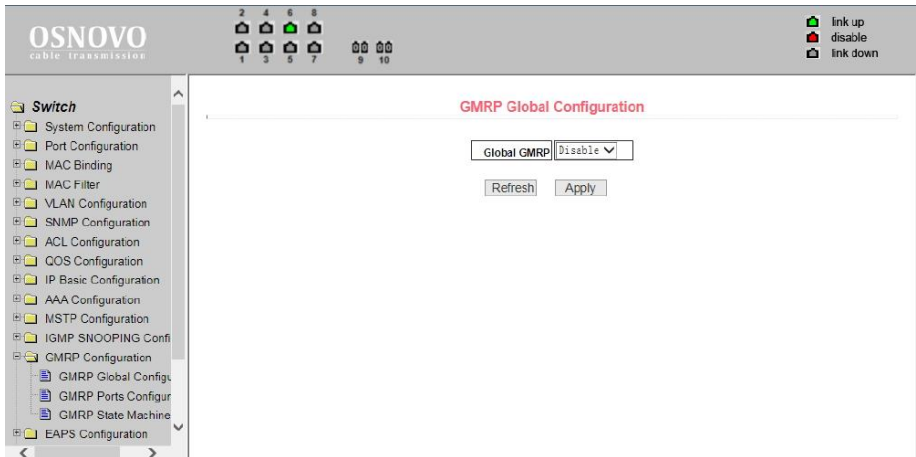 OSNOVO
cable transmission
2 4 6 8
1 3 5 7 9 10
link up
disable
link down
Switch
System Configuration
Port Configuration
MAC Binding
MAC Filter
VLAN Configuration
SNMP Configuration
ACL Configuration
QOS Configuration
IP Basic Configuration
AAA Configuration
MSTP Configuration
IGMP SNOOPING Confi
GMRP Configuration
GMRP Global Configu
GMRP Ports Configur
GMRP State Machine
EAPS Configuration
GMRP Global Configuration
Global GMRP Disable
Refresh Apply